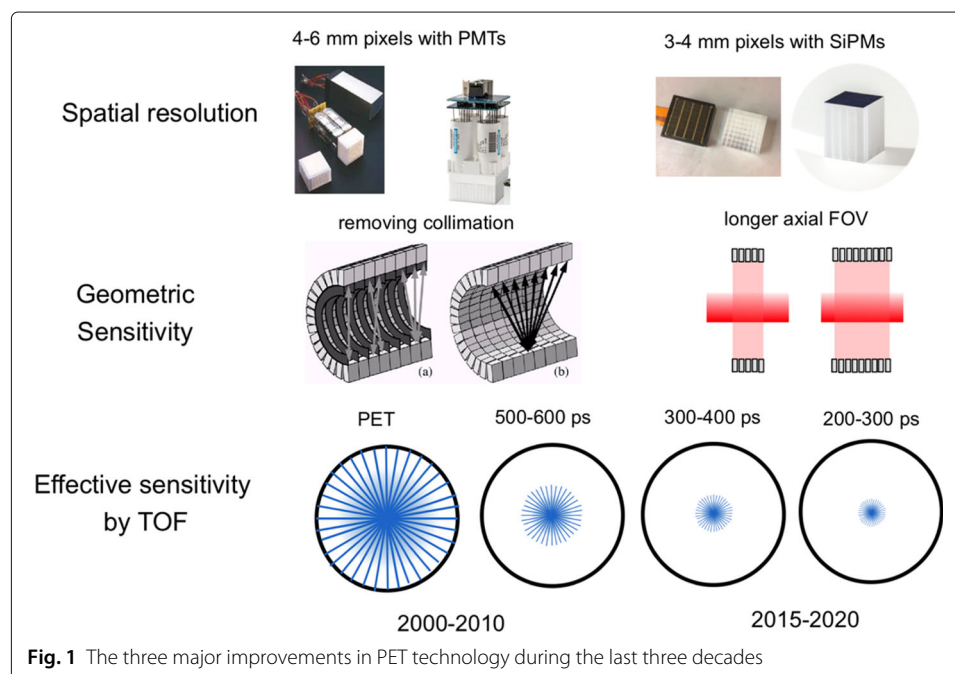 4-6 mm pixels with PMTs
3-4 mm pixels with SiPMs
Spatial resolution
removing collimation
longer axial FOV
Geometric
Sensitivity
(a)
(b)
PET
500-600 ps
300-400 ps
200-300 ps
Effective sensitivity
by TOF
2000-2010
2015-2020
Fig. 1 The three major improvements in PET technology during the last three decades